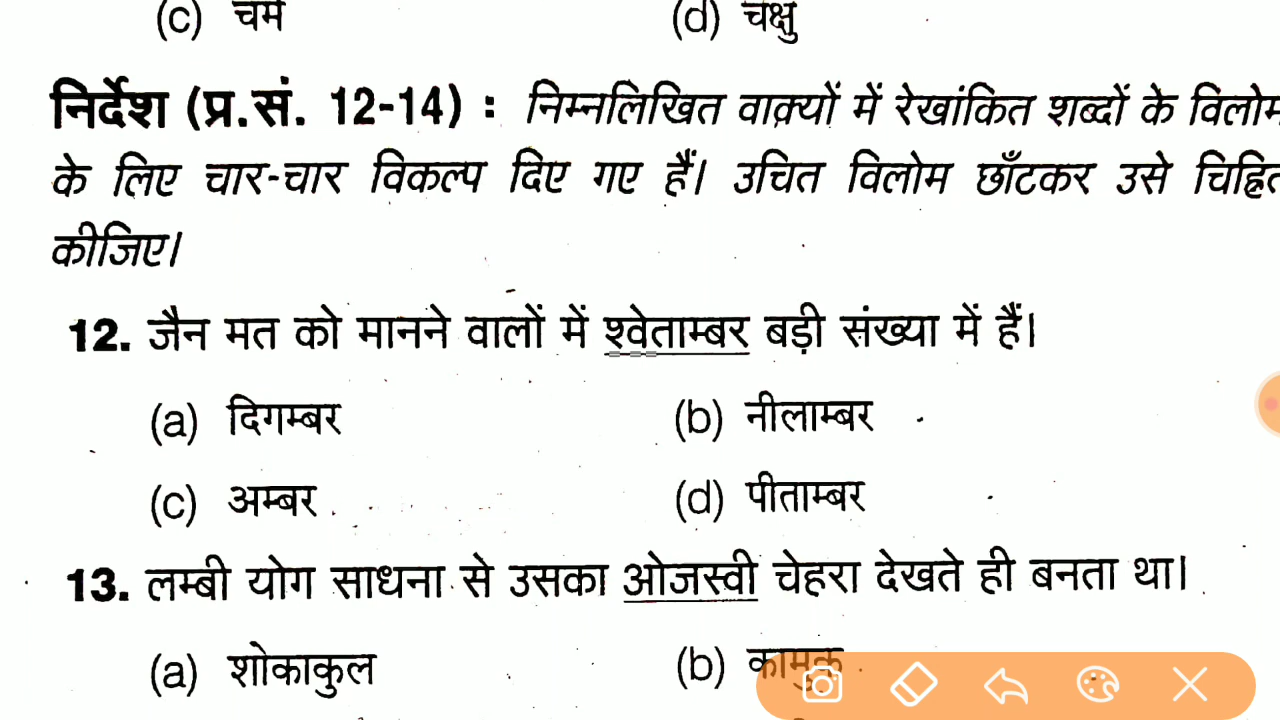 (c) चर्म (d) चक्षु
निर्देश (प्र.सं. 12-14) : निम्नलिखित वाक्यों में रेखांकित शब्दों के विलोम
के लिए चार-चार विकल्प दिए गए हैं। उचित विलोम छाँटकर उसे चिह्नित
कीजिए।
12. जैन मत को मानने वालों में श्वेताम्बर बड़ी संख्या में हैं।
(a) दिगम्बर (b) नीलाम्बर
(c) अम्बर (d) पीताम्बर
13. लम्बी योग साधना से उसका ओजस्वी चेहरा देखते ही बनता था।
(a) शोकाकुल (b) कामुक